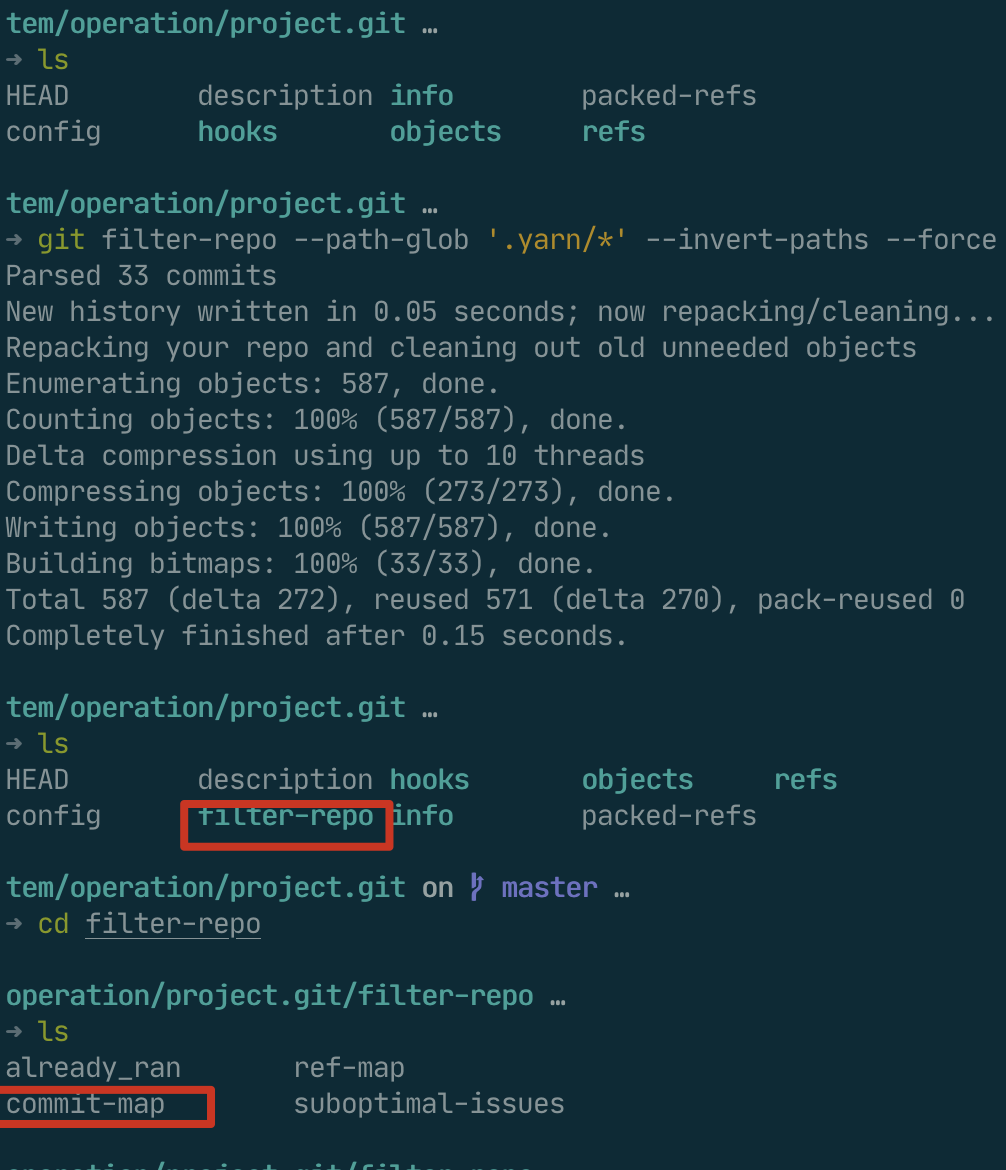 tem/operation/project.git …
→ ls
HEAD description info packed-refs
config hooks objects refs
tem/operation/project.git …
→ git filter-repo --path-glob '.yarn/*' --invert-paths --force
Parsed 33 commits
New history written in 0.05 seconds; now repacking/cleaning...
Repacking your repo and cleaning out old unneeded objects
Enumerating objects: 587, done.
Counting objects: 100% (587/587), done.
Delta compression using up to 10 threads
Compressing objects: 100% (273/273), done.
Writing objects: 100% (587/587), done.
Building bitmaps: 100% (33/33), done.
Total 587 (delta 272), reused 571 (delta 270), pack-reused 0
Completely finished after 0.15 seconds.
tem/operation/project.git …
→ ls
HEAD description hooks objects refs
config filter-repo info packed-refs
tem/operation/project.git on master …
→ cd filter-repo
operation/project.git/filter-repo …
→ ls
already_ran ref-map
commit-map suboptimal-issues
operation/project.git/filter-repo